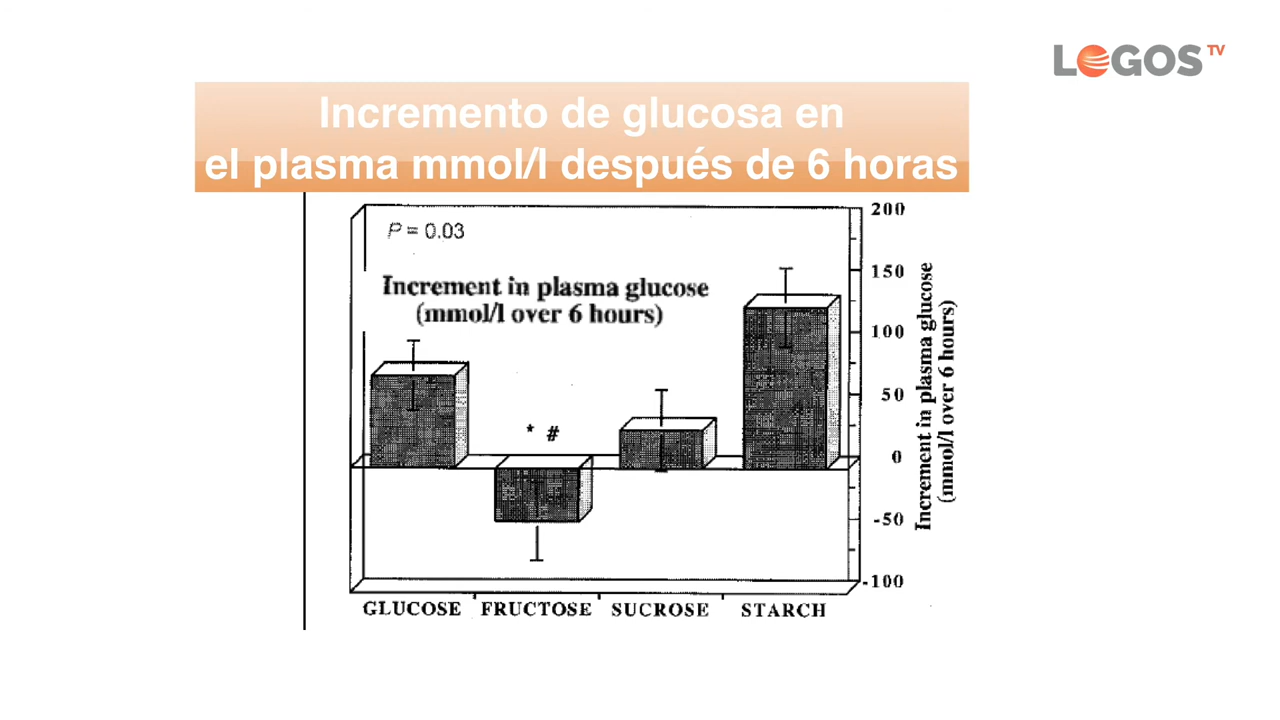 LOGOS TV
Incremento de glucosa en
el plasma mmol/l después de 6 horas
P = 0.03
Increment in plasma glucose
(mmol/l over 6 hours)
* #
200
150
100
50
0
-50
-100
Increment in plasma glucose
(mmol/l over 6 hours)
GLUCOSE FRUCTOSE SUCROSE STARCH